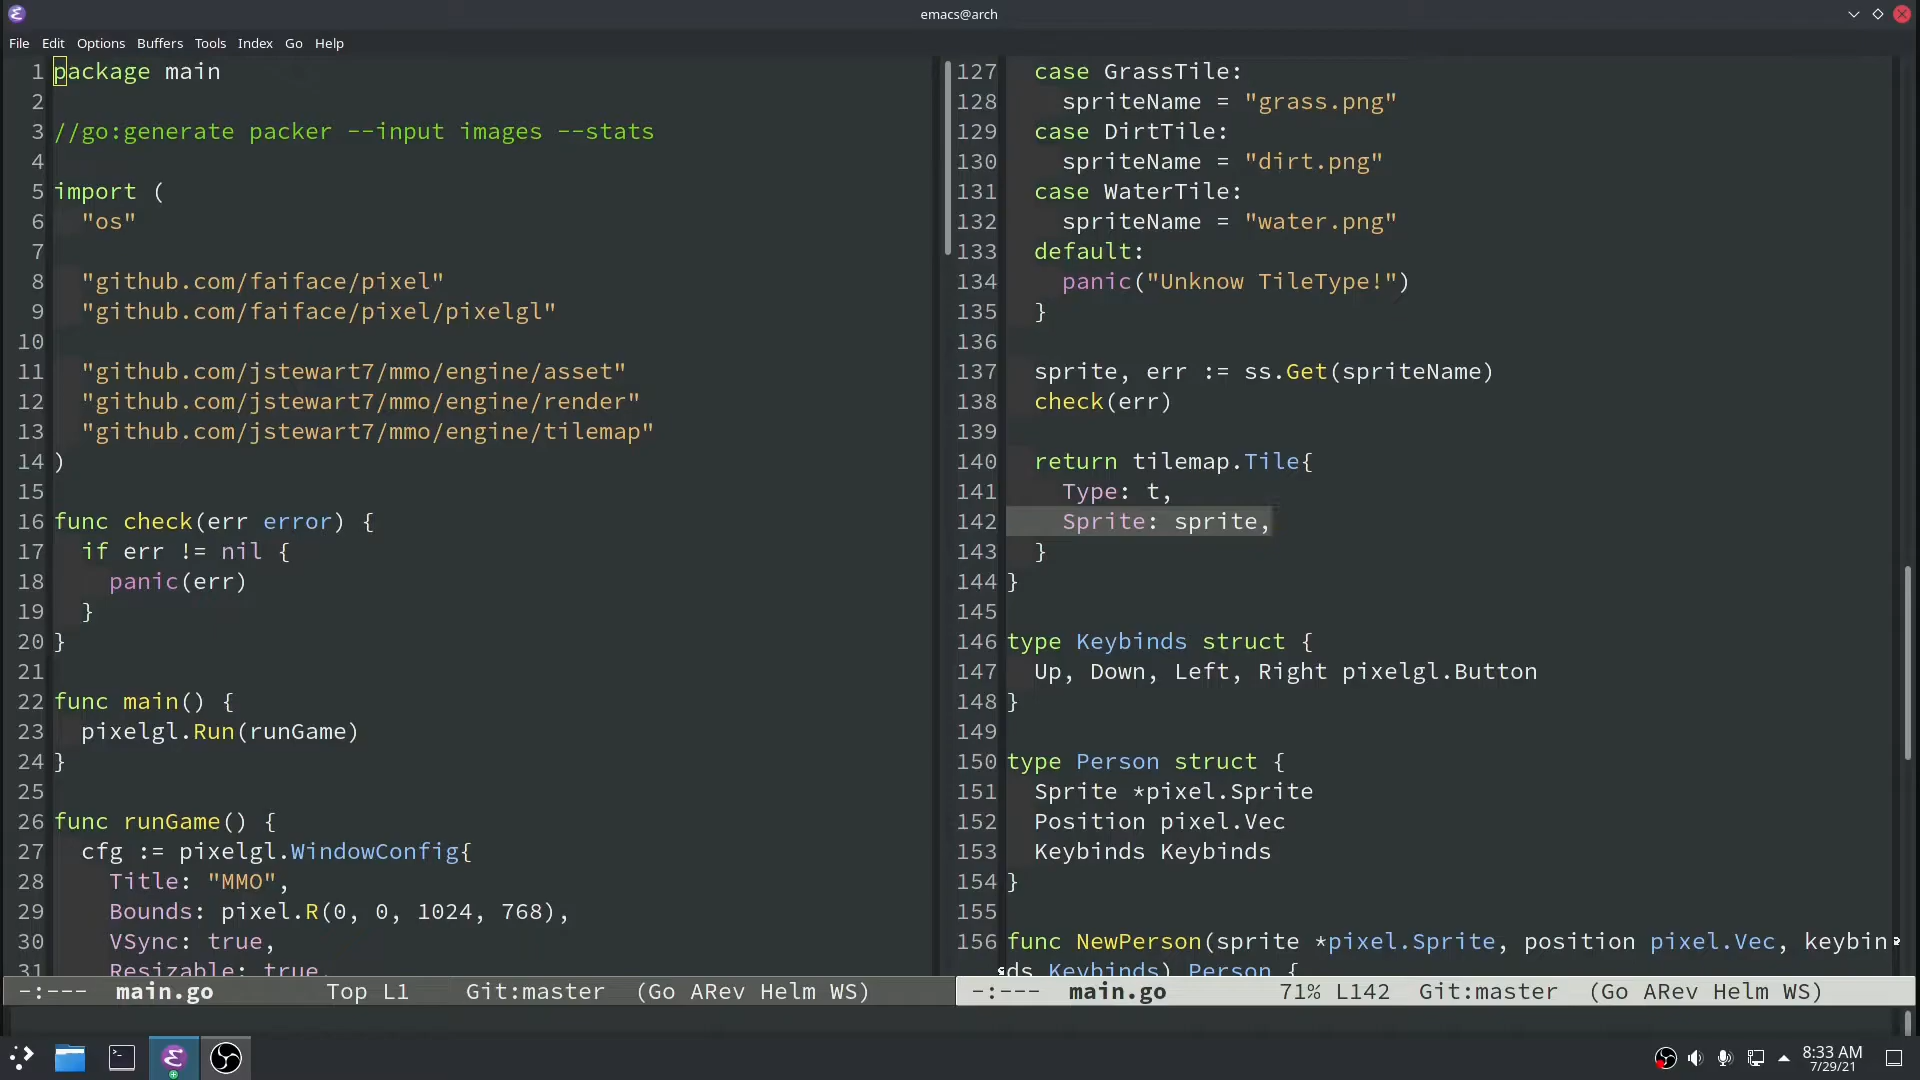 emacs@arch
File Edit Options Buffers Tools Index Go Help
1 package main
2
3 //go:generate packer --input images --stats
4
5 import (
6 "os"
7
8 "github.com/faiface/pixel"
9 "github.com/faiface/pixel/pixelgl"
10
11 "github.com/jstewart7/mmo/engine/asset"
12 "github.com/jstewart7/mmo/engine/render"
13 "github.com/jstewart7/mmo/engine/tilemap"
14 )
15
16 func check(err error) {
17 if err != nil {
18 panic(err)
19 }
20 }
21
22 func main() {
23 pixelgl.Run(runGame)
24 }
25
26 func runGame() {
27 cfg := pixelgl.WindowConfig{
28 Title: "MMO",
29 Bounds: pixel.R(0, 0, 1024, 768),
30 VSync: true,
31 Resizable: true,
-:--- main.go Top L1 Git:master (Go ARev Helm WS)
127 case GrassTile:
128 spriteName = "grass.png"
129 case DirtTile:
130 spriteName = "dirt.png"
131 case WaterTile:
132 spriteName = "water.png"
133 default:
134 panic("Unknow TileType!")
135 }
136
137 sprite, err := ss.Get(spriteName)
138 check(err)
139
140 return tilemap.Tile{
141 Type: t,
142 Sprite: sprite,
143 }
144 }
145
146 type Keybinds struct {
147 Up, Down, Left, Right pixelgl.Button
148 }
149
150 type Person struct {
151 Sprite *pixel.Sprite
152 Position pixel.Vec
153 Keybinds Keybinds
154 }
155
156 func NewPerson(sprite *pixel.Sprite, position pixel.Vec, keybin
ds Keybinds) Person {
-:--- main.go 71% L142 Git:master (Go ARev Helm WS)
8:33 AM
7/29/21